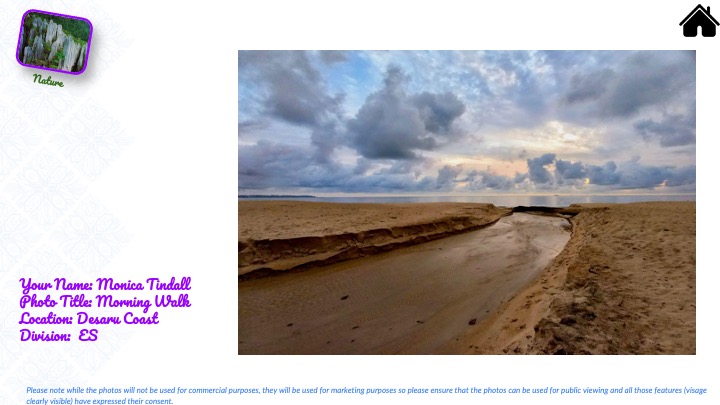 Nature
Your Name: Monica Tindall
Photo Title: Morning Walk
Location: Desaru Coast
Division:  ES
Please note while the photos will not be used for commercial purposes, they will be used for marketing purposes so please ensure that the photos can be used for public viewing and all those features (visage
clearly visible) have expressed their consent.